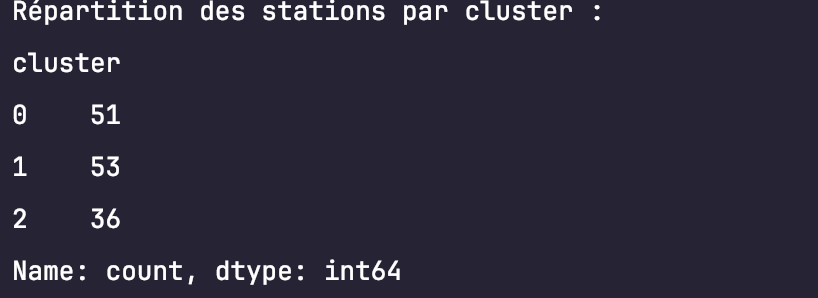 Répartition des stations par cluster :
cluster
0    51
1    53
2    36
Name: count, dtype: int64